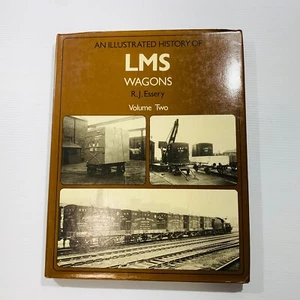 AN ILLUSTRATED HISTORY OF
LMS
WAGONS
R. J. Essery
Volume Two